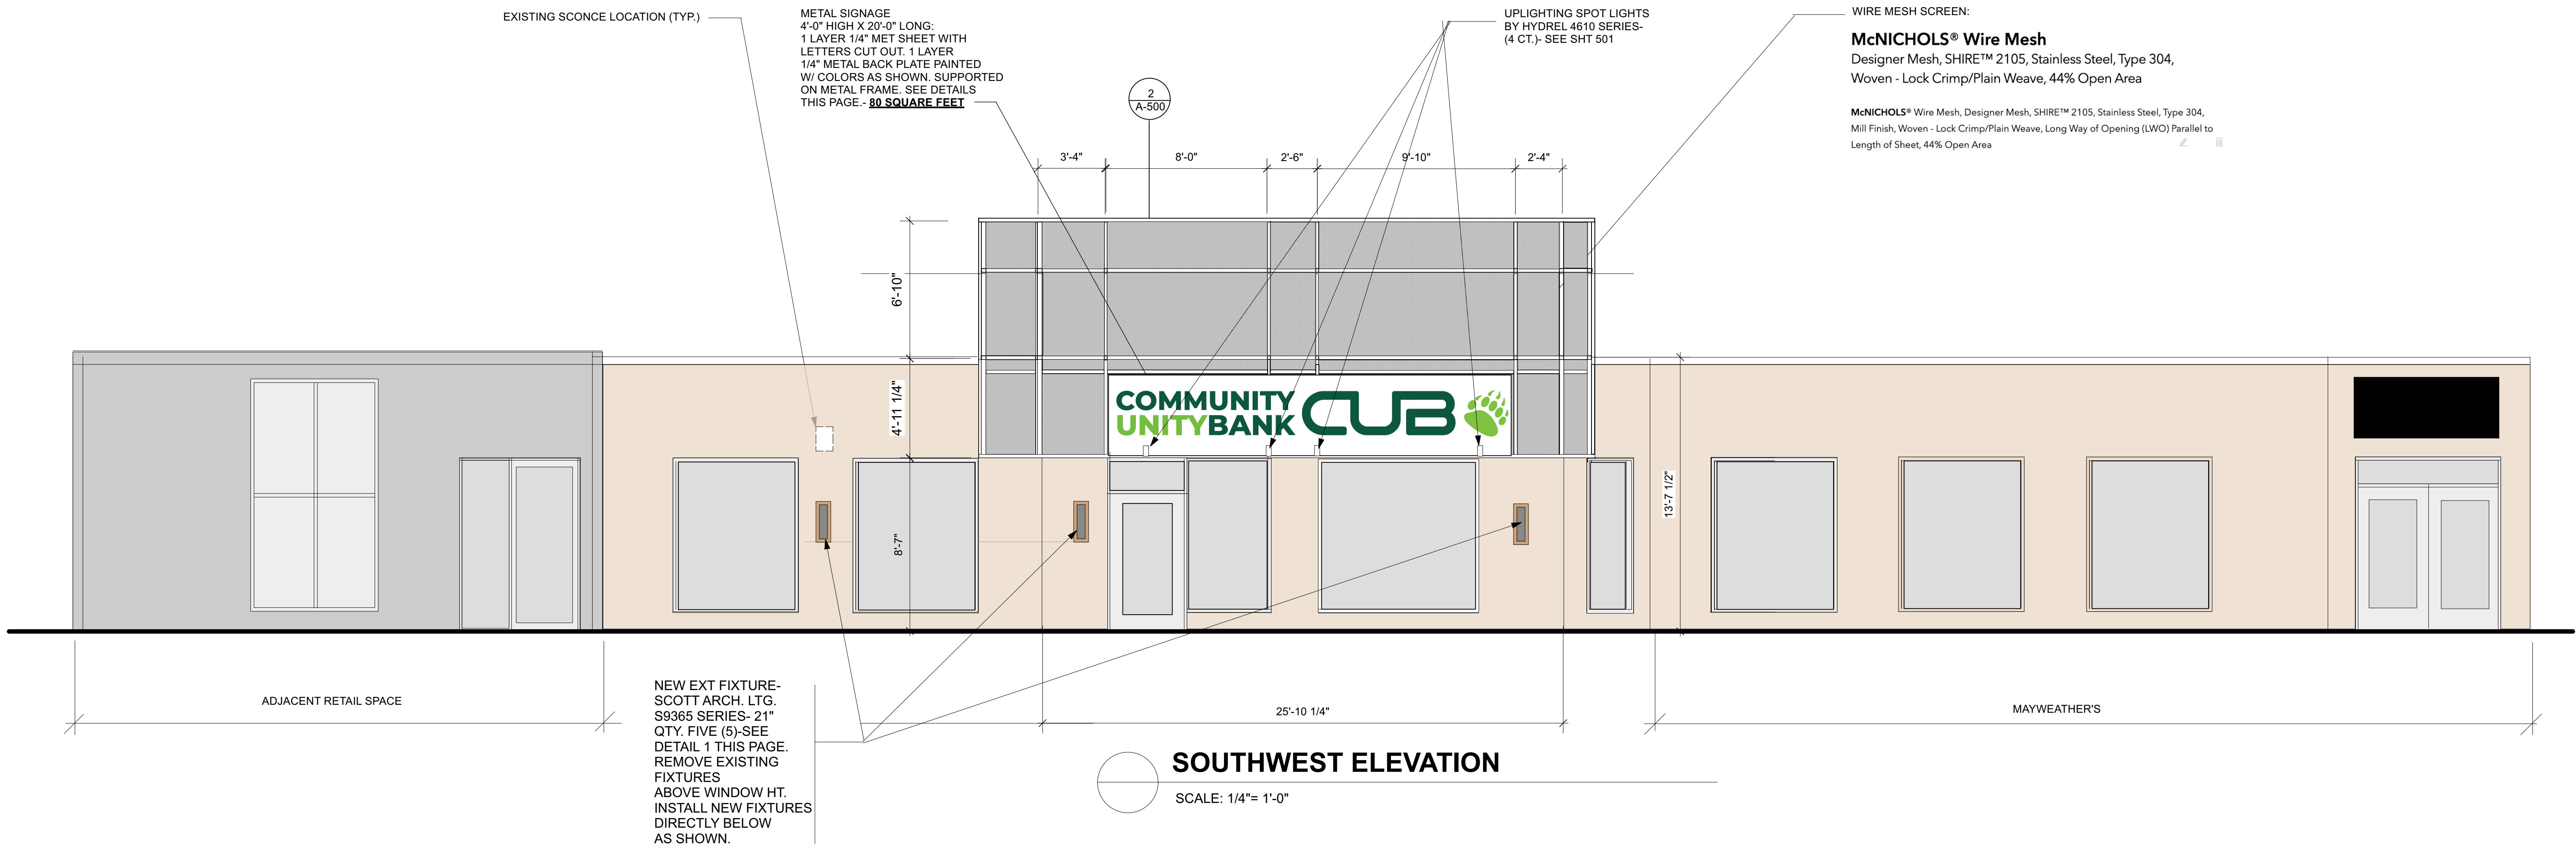 EXISTING SCONCE LOCATION (TYP.)
METAL SIGNAGE
4'-0" HIGH X 20'-0" LONG:
1 LAYER 1/4" MET SHEET WITH
LETTERS CUT OUT. 1 LAYER
1/4" METAL BACK PLATE PAINTED
W/ COLORS AS SHOWN. SUPPORTED
ON METAL FRAME. SEE DETAILS
THIS PAGE.- 80 SQUARE FEET
2
A-500
UPLIGHTING SPOT LIGHTS
BY HYDREL 4610 SERIES-
(4 CT.)- SEE SHT 501
WIRE MESH SCREEN:
McNICHOLS® Wire Mesh
Designer Mesh, SHIRE™ 2105, Stainless Steel, Type 304,
Woven - Lock Crimp/Plain Weave, 44% Open Area
McNICHOLS® Wire Mesh, Designer Mesh, SHIRE™ 2105, Stainless Steel, Type 304,
Mill Finish, Woven - Lock Crimp/Plain Weave, Long Way of Opening (LWO) Parallel to
Length of Sheet, 44% Open Area
3'-4"
8'-0"
2'-6"
9'-10"
2'-4"
6'-10"
4'-11 1/4"
8'-7"
13'-7 1/2"
COMMUNITY
UNITYBANK
CUB
ADJACENT RETAIL SPACE
NEW EXT FIXTURE-
SCOTT ARCH. LTG.
S9365 SERIES- 21"
QTY. FIVE (5)-SEE
DETAIL 1 THIS PAGE.
REMOVE EXISTING
FIXTURES
ABOVE WINDOW HT.
INSTALL NEW FIXTURES
DIRECTLY BELOW
AS SHOWN.
25'-10 1/4"
MAYWEATHER'S
SOUTHWEST ELEVATION
SCALE: 1/4"= 1'-0"